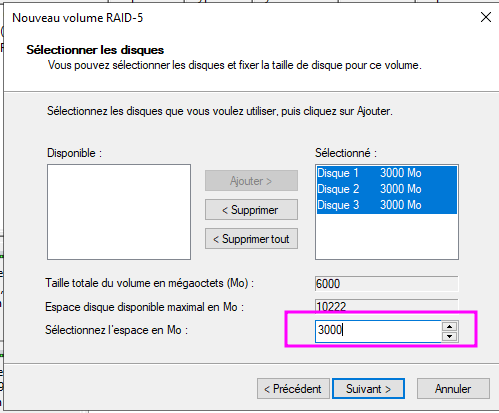 Nouveau volume RAID-5
Sélectionner les disques
Vous pouvez sélectionner les disques et fixer la taille de disque pour ce volume.
Sélectionnez les disques que vous voulez utiliser, puis cliquez sur Ajouter.
Disponible :
Sélectionné :
Ajouter >
< Supprimer
< Supprimer tout
Disque 1 3000 Mo
Disque 2 3000 Mo
Disque 3 3000 Mo
Taille totale du volume en mégaoctets (Mo) : 6000
Espace disque disponible maximal en Mo : 10222
Sélectionnez l'espace en Mo : 3000
< Précédent
Suivant >
Annuler